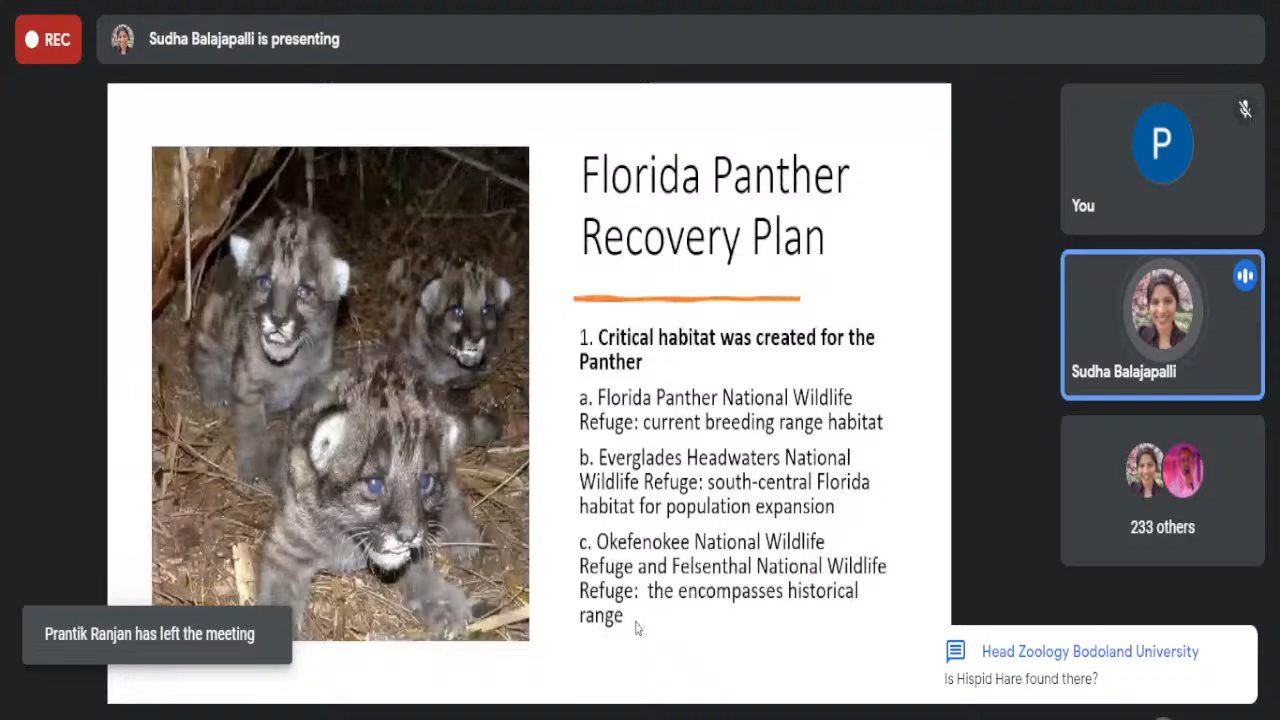 REC
Sudha Balajapalli is presenting
Florida Panther
Recovery Plan
1. Critical habitat was created for the
Panther
a. Florida Panther National Wildlife
Refuge: current breeding range habitat
b. Everglades Headwaters National
Wildlife Refuge: south-central Florida
habitat for population expansion
c. Okefenokee National Wildlife
Refuge and Felsenthal National Wildlife
Refuge: the encompasses historical
range
P
You
Sudha Balajapalli
233 others
Prantik Ranjan has left the meeting
Head Zoology Bodoland University
Is Hispid Hare found there?